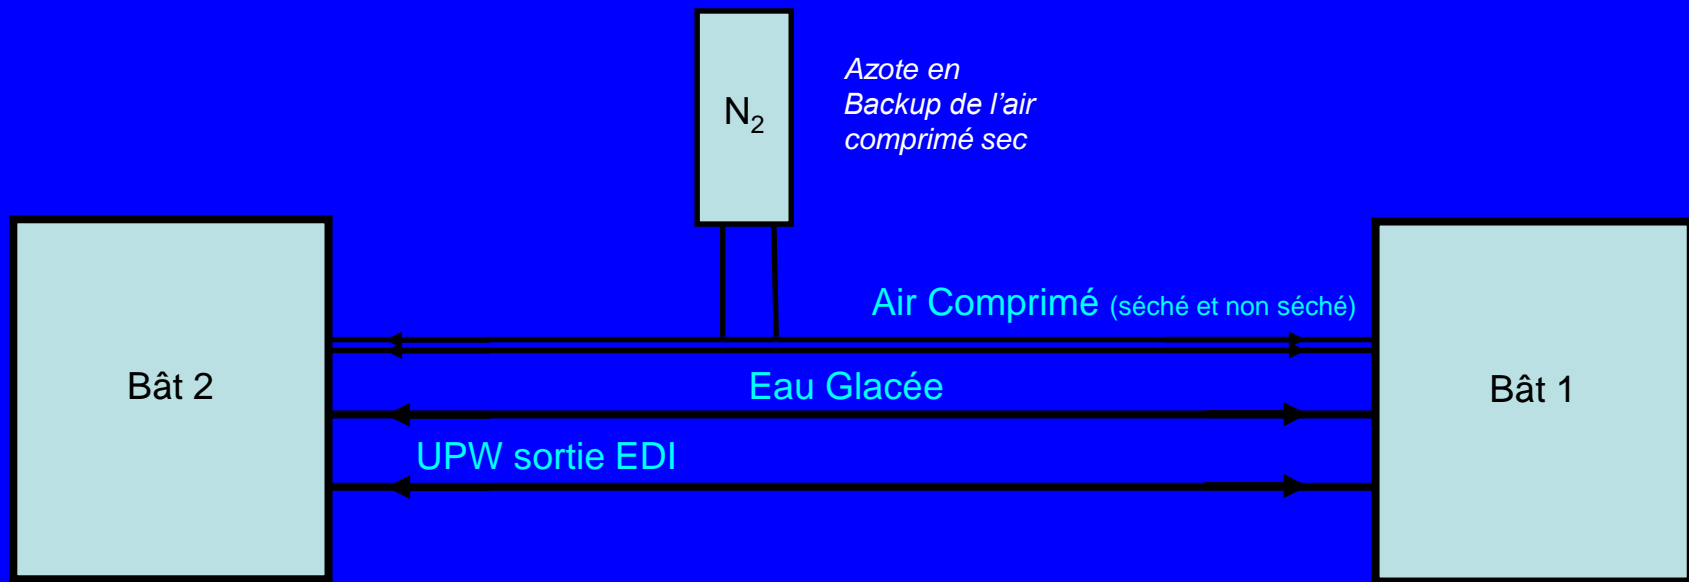 N₂
Azote en
Backup de l'air
comprimé sec
Air Comprimé (séché et non séché)
Bât 2
Eau Glacée
Bât 1
UPW sortie EDI